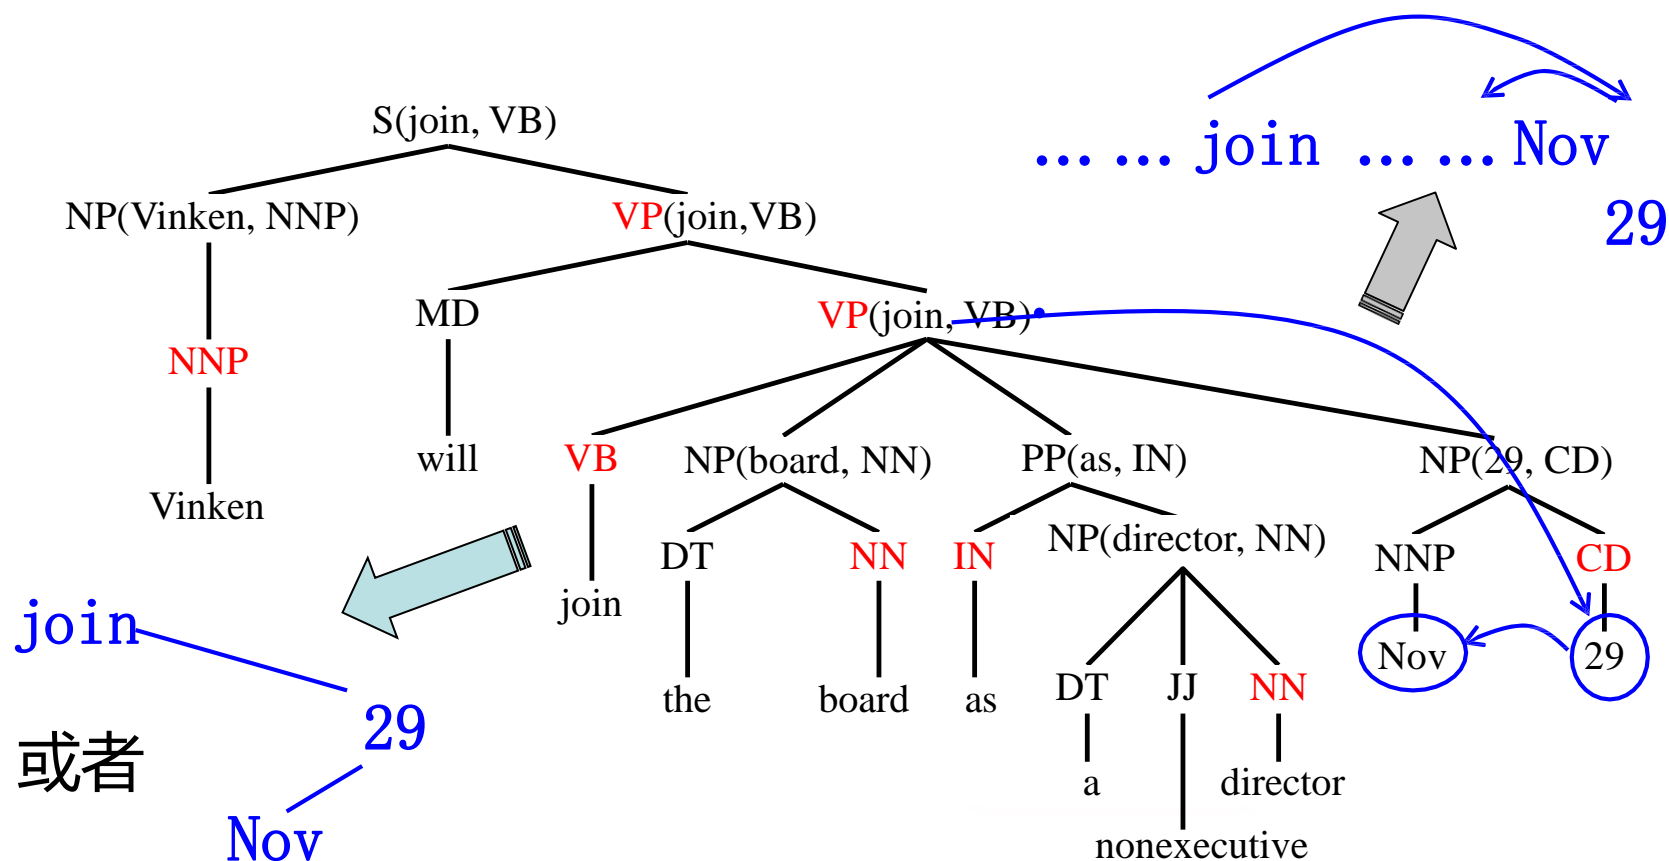 S(join, VB)
…… join …… Nov
29
NP(Vinken, NNP) VP(join,VB)
MD VP(join, VB)
NNP
will VB NP(board, NN) PP(as, IN) NP(29, CD)
Vinken
DT NN IN NP(director, NN) NNP CD
join
join
Nov 29
the board as DT JJ NN
29
或者
a director
Nov
nonexecutive